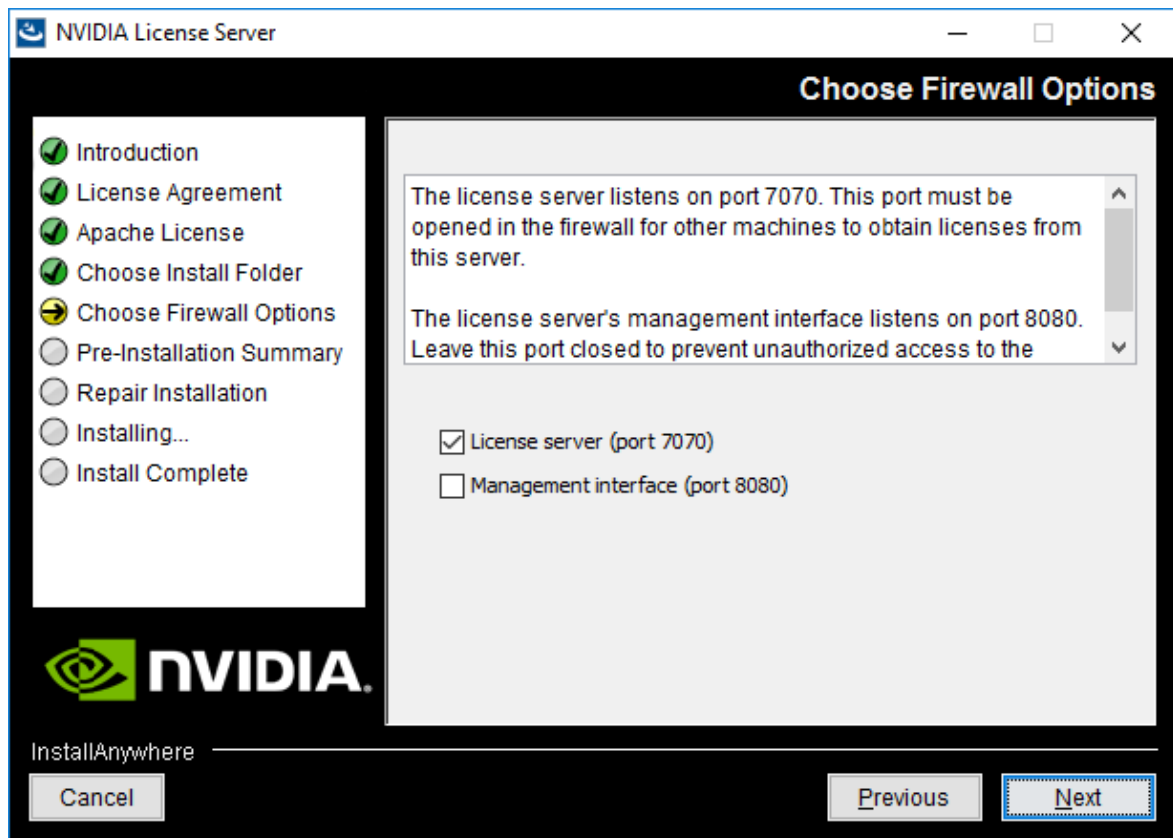 NVIDIA License Server
Choose Firewall Options
Introduction
License Agreement
Apache License
Choose Install Folder
Choose Firewall Options
Pre-Installation Summary
Repair Installation
Installing...
Install Complete
The license server listens on port 7070. This port must be
opened in the firewall for other machines to obtain licenses from
this server.
The license server's management interface listens on port 8080.
Leave this port closed to prevent unauthorized access to the
License server (port 7070)
Management interface (port 8080)
NVIDIA.
InstallAnywhere
Cancel
Previous
Next